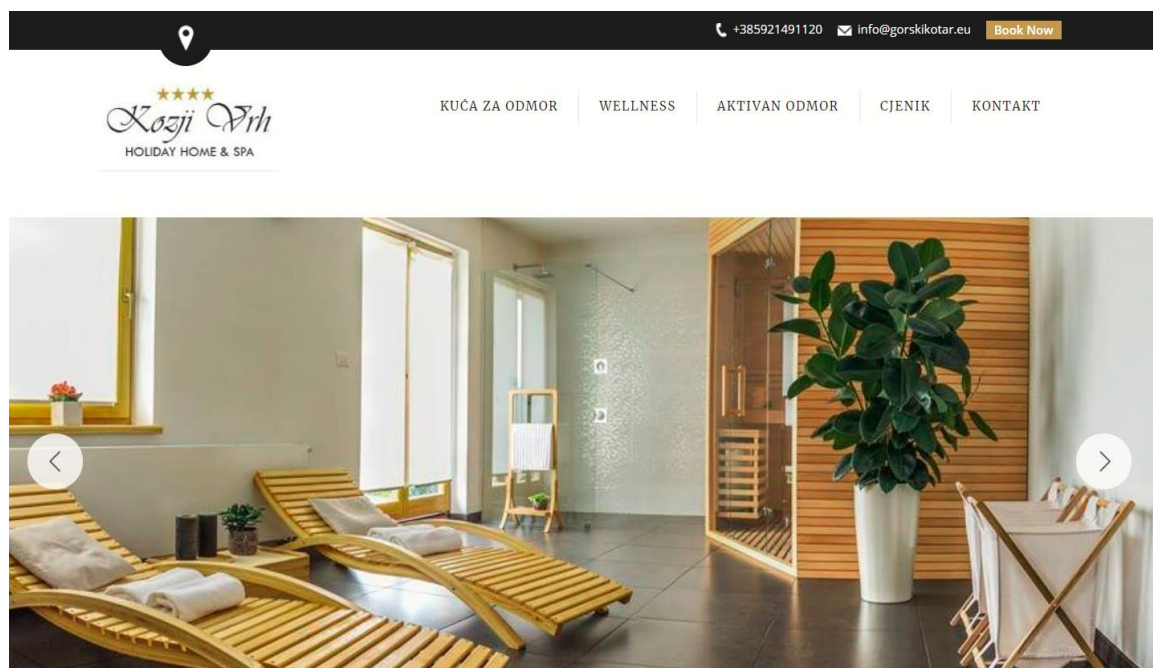 +385921491120 info@gorskikotar.eu Book Now
Kozji Vrh
HOLIDAY HOME & SPA
KUĆA ZA ODMOR WELLNESS AKTIVAN ODMOR CJENIK KONTAKT